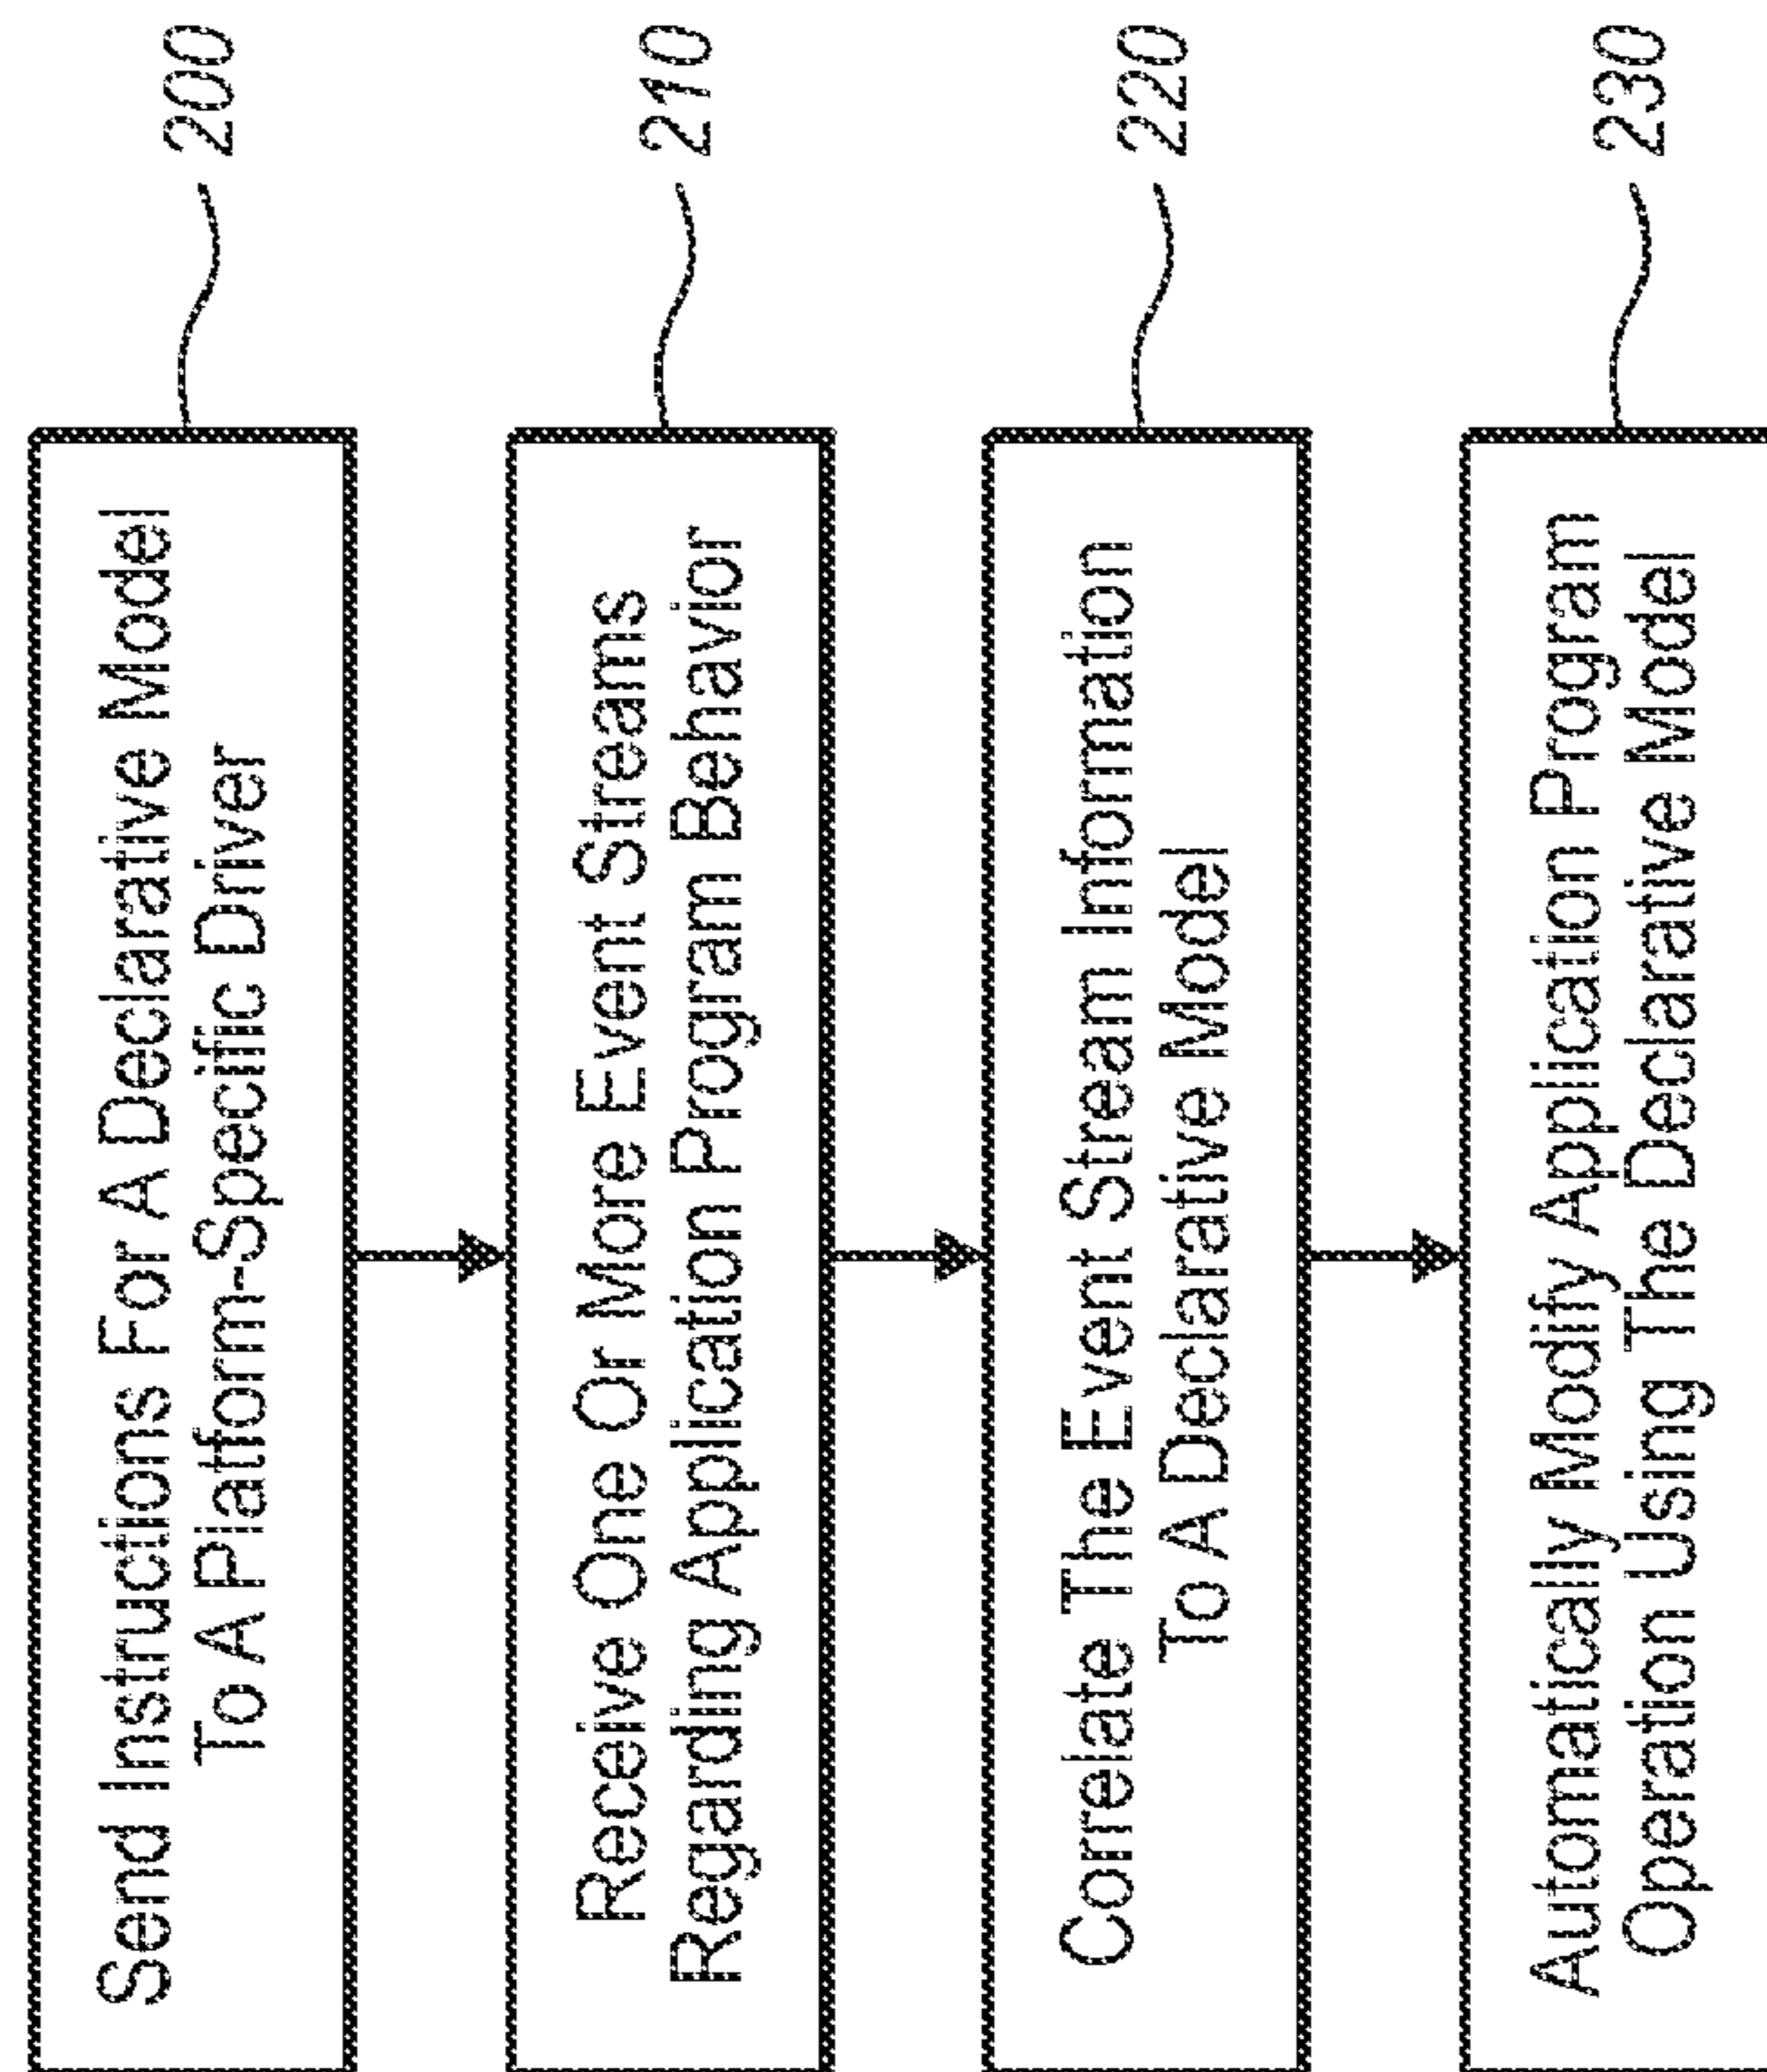 Send Instructions For A Declarative Model
To A Platform-Specific Driver
200
Receive One Or More Event Streams
Regarding Application Program Behavior
210
Correlate The Event Stream Information
To A Declarative Model
220
Automatically Modify Application Program
Operation Using The Declarative Model
230